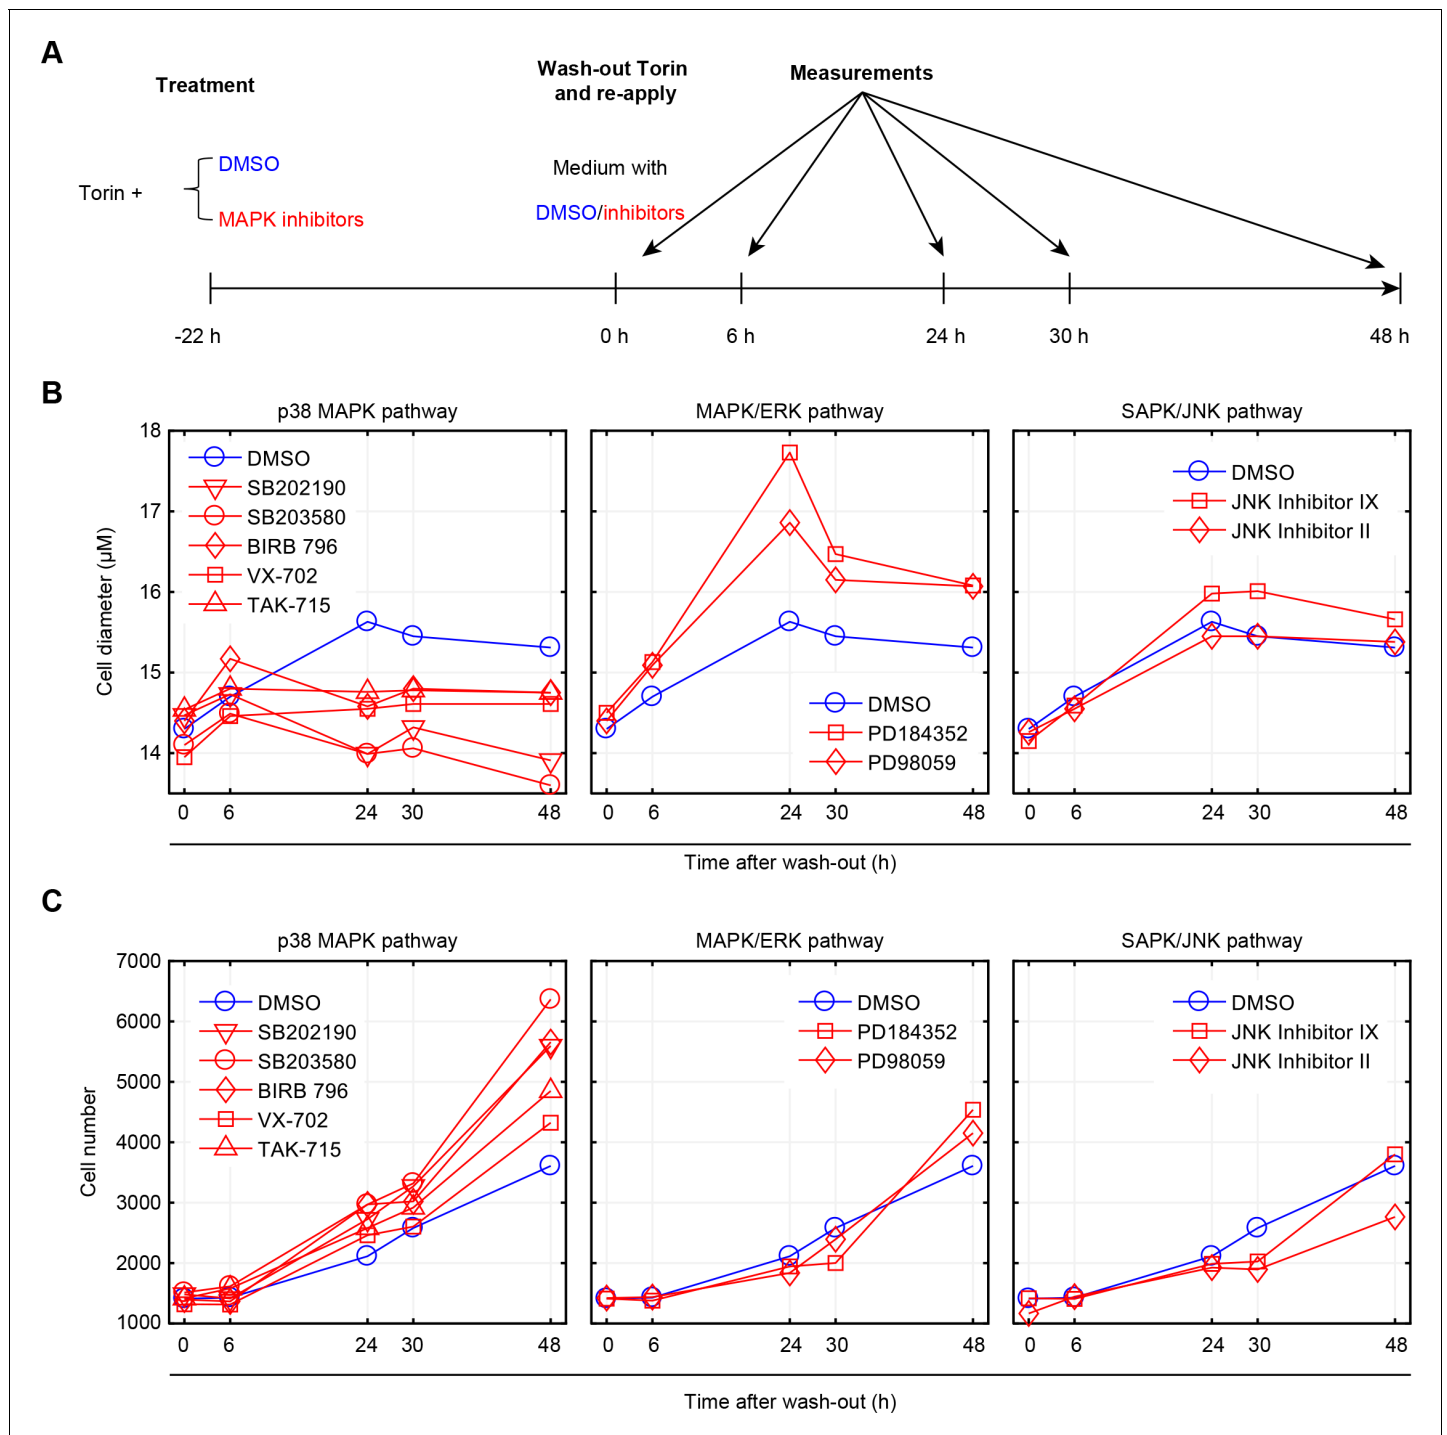 A
Treatment
Wash-out Torin
and re-apply
Measurements
Torin +
DMSO
MAPK inhibitors
Medium with
DMSO/inhibitors
-22 h
0 h
6 h
24 h
30 h
48 h
B
p38 MAPK pathway
MAPK/ERK pathway
SAPK/JNK pathway
Cell diameter (μM)
18
17
16
15
14
DMSO
SB202190
SB203580
BIRB 796
VX-702
TAK-715
DMSO
PD184352
PD98059
DMSO
JNK Inhibitor IX
JNK Inhibitor II
0 6 24 30 48
0 6 24 30 48
0 6 24 30 48
Time after wash-out (h)
C
p38 MAPK pathway
MAPK/ERK pathway
SAPK/JNK pathway
Cell number
7000
6000
5000
4000
3000
2000
1000
DMSO
SB202190
SB203580
BIRB 796
VX-702
TAK-715
DMSO
PD184352
PD98059
DMSO
JNK Inhibitor IX
JNK Inhibitor II
0 6 24 30 48
0 6 24 30 48
0 6 24 30 48
Time after wash-out (h)